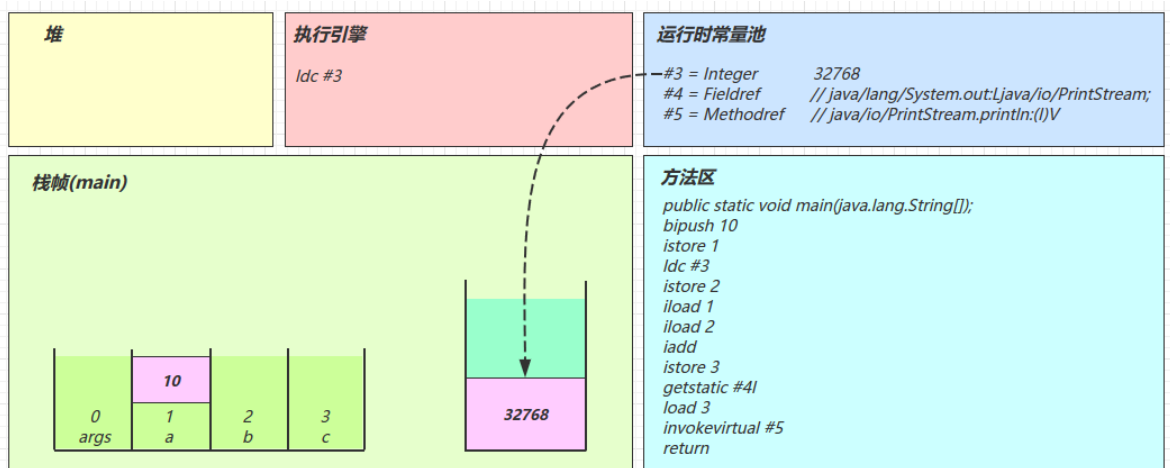 堆
执行引擎
ldc #3
运行时常量池
#3 = Integer 32768
#4 = Fieldref // java/lang/System.out:Ljava/io/PrintStream;
#5 = Methodref // java/io/PrintStream.println:(I)V
栈帧(main)
10
0 1 2 3
args a b c
32768
方法区
public static void main(java.lang.String[]);
bipush 10
istore 1
ldc #3
istore 2
iload 1
iload 2
iadd
istore 3
getstatic #4l
load 3
invokevirtual #5
return